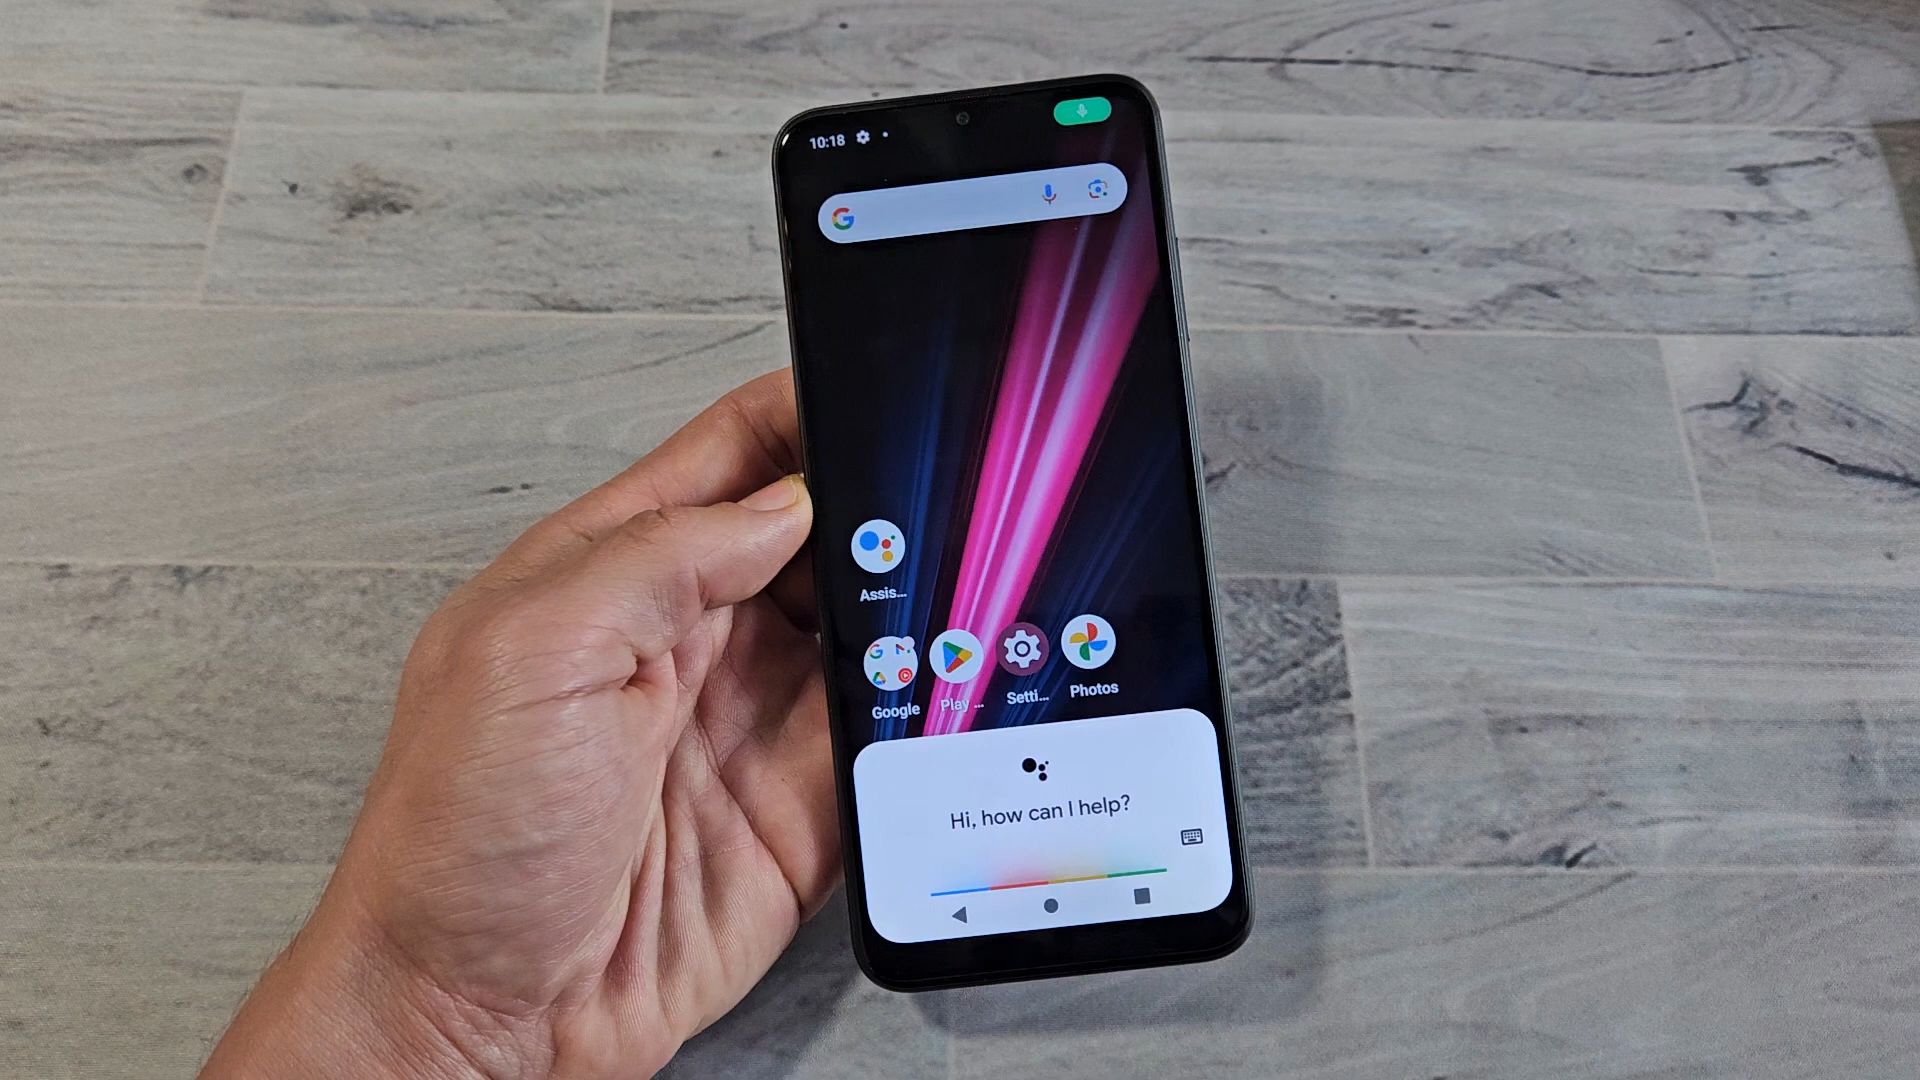 10:18
Assis...
Google
Play ...
Setti...
Photos
Hi, how can I help?